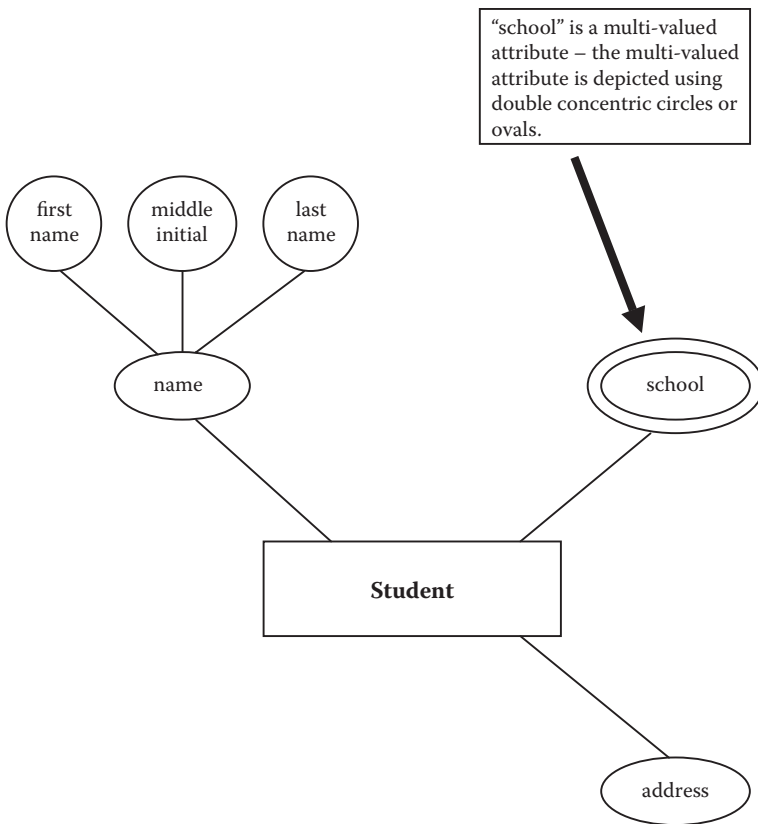 “school” is a multi-valued
attribute – the multi-valued
attribute is depicted using
double concentric circles or
ovals.
first
name
middle
initial
last
name
name
school
Student
address